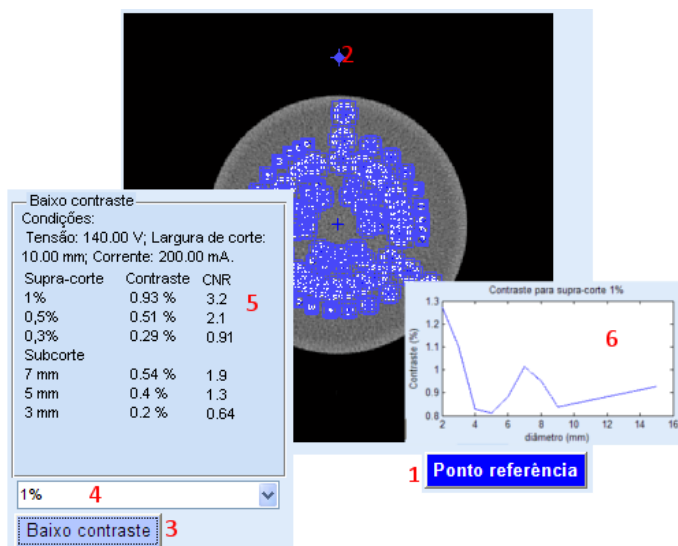 2
Baixo contraste
Condições:
Tensão: 140.00 V; Largura de corte:
10.00 mm; Corrente: 200.00 mA.
Supra-corte Contraste CNR
1% 0.93 % 3.2
0,5% 0.51 % 2.1
0,3% 0.29 % 0.91
5
Subcorte
7 mm 0.54 % 1.9
5 mm 0.4 % 1.3
3 mm 0.2 % 0.64
1% 4
Baixo contraste 3
Contraste para supra-corte 1%
Contraste (%)
1.3
1.2
1.1
1
0.9
0.8
6
2 4 6 8 10 12 14 16
diâmetro (mm)
1 Ponto referència